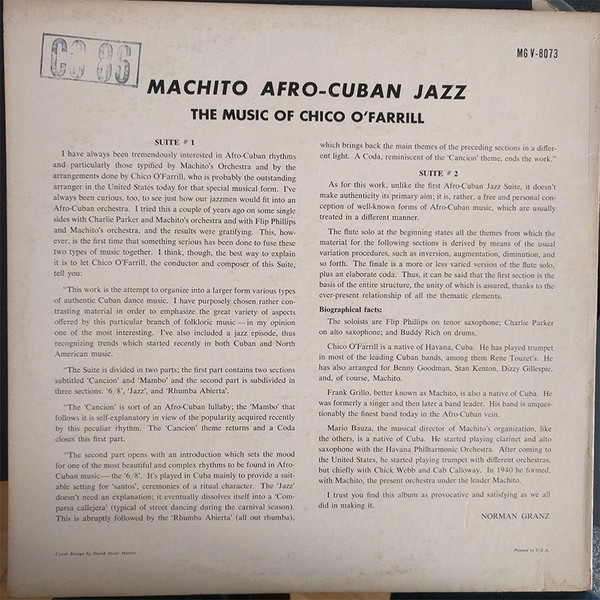 CO 8S
MG V-8073
MACHITO AFRO-CUBAN JAZZ
THE MUSIC OF CHICO O'FARRILL
SUITE # 1
I have always been tremendously interested in Afro-Cuban rhythms
and particularly those typified by Machito's Orchestra and by the
arrangements done by Chico O'Farrill, who is probably the outstanding
arranger in the United States today for that special musical form. I've
always been curious, too, to see just how our jazzmen would fit into an
Afro-Cuban orchestra. I tried this a couple of years ago on some single
sides with Charlie Parker and Machito's orchestra and with Flip Phillips
and Machito's orchestra, and the results were gratifying. This, how-
ever, is the first time that something serious has been done to fuse these
two types of music together. I think, though, the best way to explain
it is to let Chico O'Farrill, the conductor and composer of this Suite,
tell you:
"This work is the attempt to organize into a larger form various types
of authentic Cuban dance music. I have purposely chosen rather con-
trasting material in order to emphasize the great variety of aspects
offered by this particular branch of folkloric music—in my opinion
one of the most interesting. I've also included a jazz episode, thus
recognizing trends which started recently in both Cuban and North
American music.
"The Suite is divided in two parts; the first part contains two sections
subtitled 'Cancion' and 'Mambo' and the second part is subdivided in
three sections: '6/8', 'Jazz', and 'Rhumba Abierta'.
"The 'Cancion' is sort of an Afro-Cuban lullaby; the 'Mambo' that
follows it is self-explanatory in view of the popularity acquired recently
by this peculiar rhythm. The 'Cancion' theme returns and a Coda
closes this first part.
"The second part opens with an introduction which sets the mood
for one of the most beautiful and complex rhythms to be found in Afro-
Cuban music—the '6/8'. It's played in Cuba mainly to provide a suit-
able setting for 'santos', ceremonies of a ritual character. The 'Jazz'
doesn't need an explanation; it eventually dissolves itself into a 'Com-
parsa callejera' (typical of street dancing during the carnival season).
This is abruptly followed by the 'Rhumba Abierta' (all out rhumba),
which brings back the main themes of the preceding sections in a differ-
ent light. A Coda, reminiscent of the 'Cancion' theme, ends the work."
SUITE # 2
As for this work, unlike the first Afro-Cuban Jazz Suite, it doesn't
make authenticity its primary aim; it is, rather, a free and personal con-
ception of well-known forms of Afro-Cuban music, which are usually
treated in a different manner.
The flute solo at the beginning states all the themes from which the
material for the following sections is derived by means of the usual
variation procedures, such as inversion, augmentation, diminution, and
so forth. The finale is a more or less varied version of the flute solo,
plus an elaborate coda. Thus, it can be said that the first section is the
basis of the entire structure, the unity of which is assured, thanks to the
ever-present relationship of all the thematic elements.
Biographical facts:
The soloists are Flip Phillips on tenor saxophone; Charlie Parker
on alto saxophone; and Buddy Rich on drums.
Chico O'Farrill is a native of Havana, Cuba. He has played trumpet
in most of the leading Cuban bands, among them Rene Touzet's. He
has also arranged for Benny Goodman, Stan Kenton, Dizzy Gillespie,
and, of course, Machito.
Frank Grillo, better known as Machito, is also a native of Cuba. He
was formerly a singer and then later a band leader. His band is unques-
tionably the finest band today in the Afro-Cuban vein.
Mario Bauza, the musical director of Machito's organization, like
the others, is a native of Cuba. He started playing clarinet and alto
saxophone with the Havana Philharmonic Orchestra. After coming to
the United States, he started playing trumpet with different orchestras,
but chiefly with Chick Webb and Cab Calloway. In 1940 he formed,
with Machito, the present orchestra under the leader Machito.
I trust you find this album as provocative and satisfying as we all
did in making it.
NORMAN GRANZ
Cover Design by David Stone Martin
Printed in U.S.A.